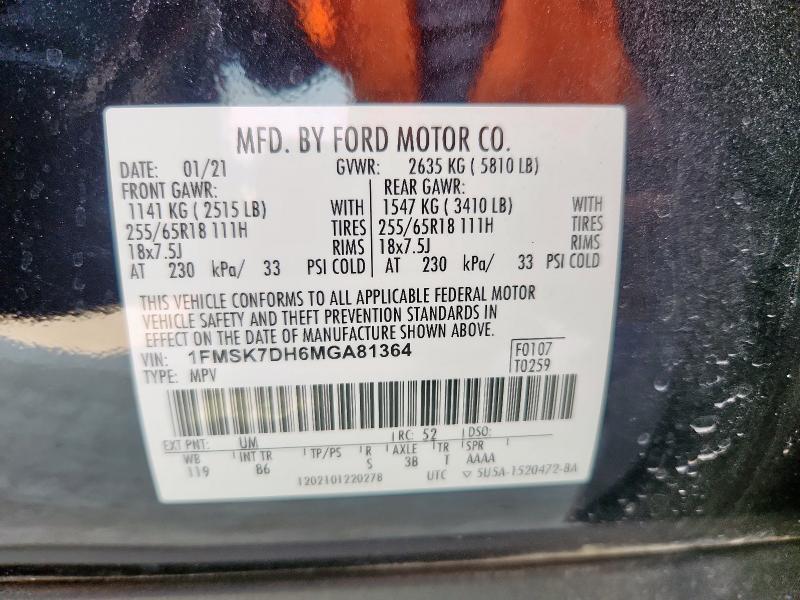 MFD. BY FORD MOTOR CO.
DATE: 01/21 GVWR: 2635 KG ( 5810 LB)
FRONT GAWR: REAR GAWR:
1141 KG ( 2515 LB) WITH 1547 KG ( 3410 LB) WITH
255/65R18 111H TIRES 255/65R18 111H TIRES
18x7.5J RIMS 18x7.5J RIMS
AT 230 kPa/ 33 PSI COLD AT 230 kPa/ 33 PSI COLD
THIS VEHICLE CONFORMS TO ALL APPLICABLE FEDERAL MOTOR
VEHICLE SAFETY AND THEFT PREVENTION STANDARDS IN
EFFECT ON THE DATE OF MANUFACTURE SHOWN ABOVE.
VIN: 1FMSK7DH6MGA81364 F0107
TYPE: MPV T0259
EXT PNT: UM RC: 52 DSO:
WB INT TR TP/PS R AXLE TR SPR
119 86 S 3B T AAAA
1202101220278 UTC 5U5A-1520472-BA